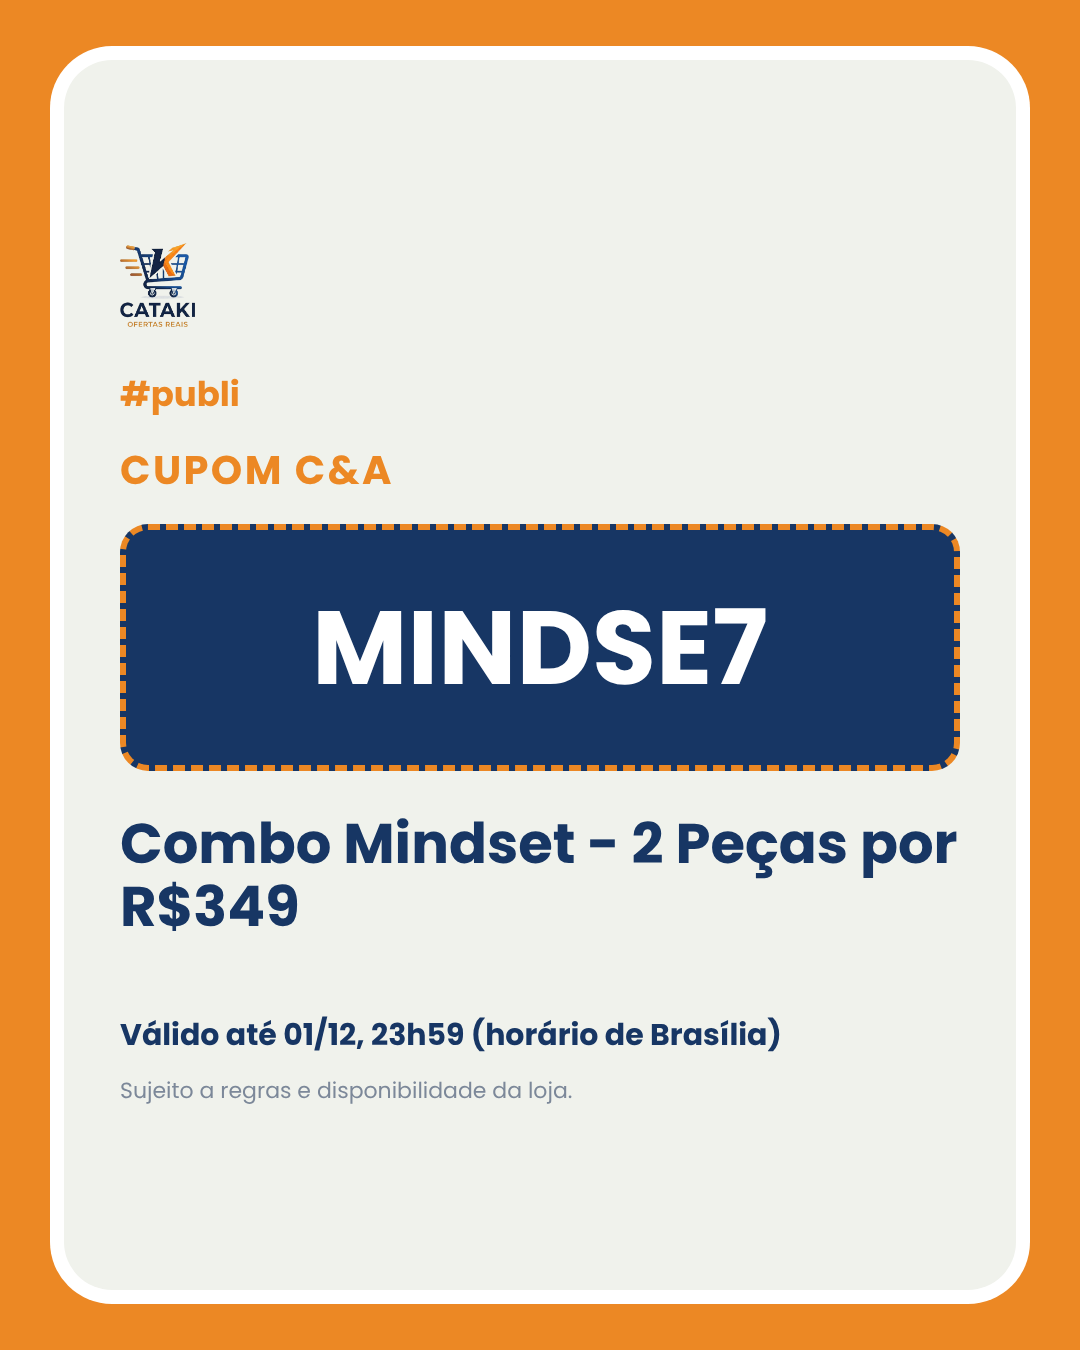 CATAKI
OFERTAS REAIS
#publi
CUPOM C&A
MINDSE7
Combo Mindset - 2 Peças por
R$349
Válido até 01/12, 23h59 (horário de Brasília)
Sujeito a regras e disponibilidade da loja.